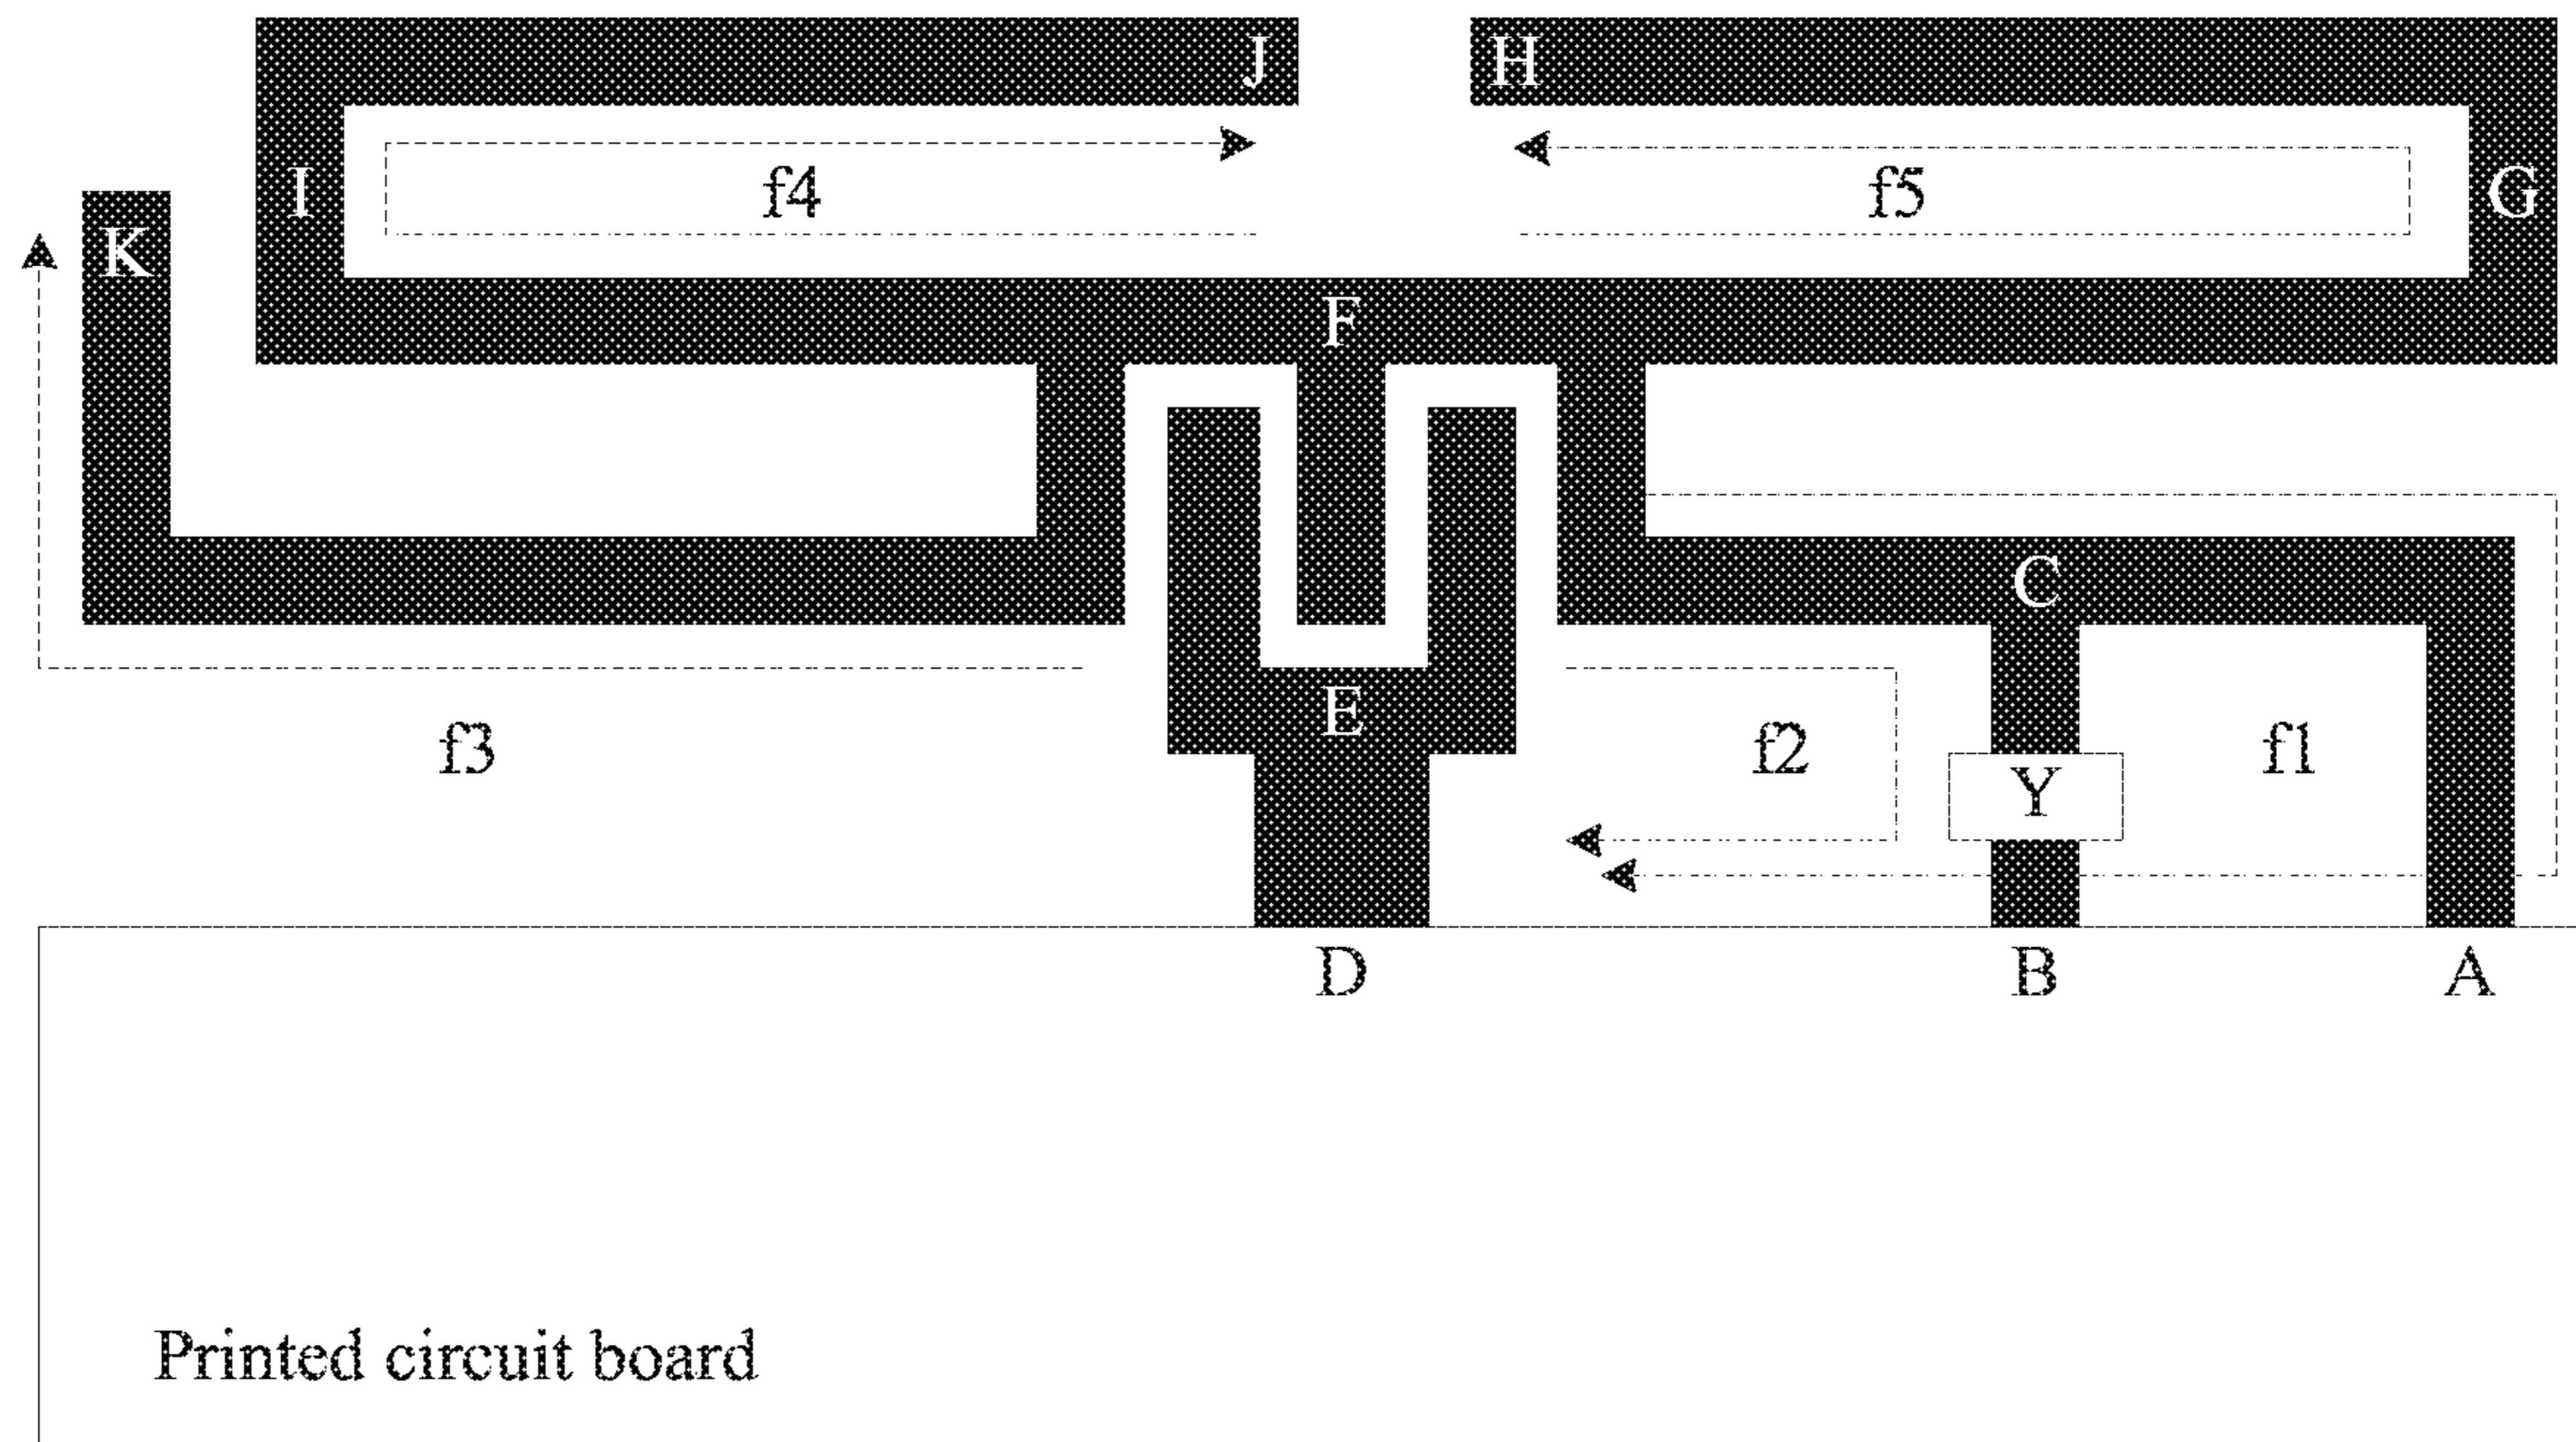 J H
I f4 f5 G
K
F
C
E
f3 f2 Y f1
D B A
Printed circuit board